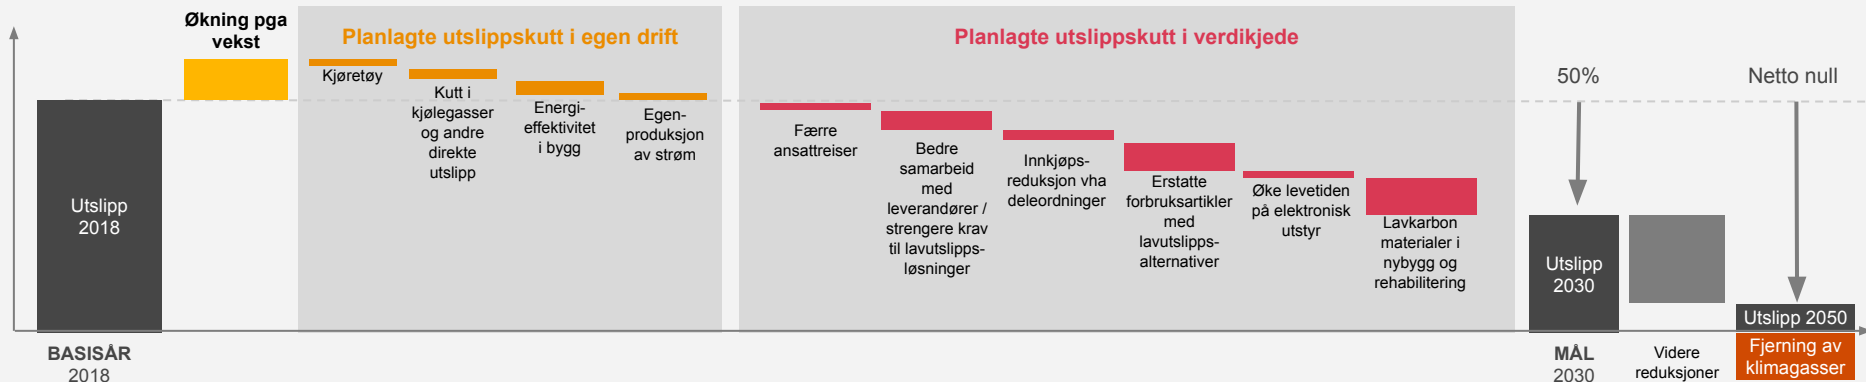 Økning pga
vekst
Planlagte utslippskutt i egen drift
Planlagte utslippskutt i verdikjede
50%
Netto null
Utslipp
2018
Kjøretøy
Kutt i
kjølegasser
og andre
direkte
utslipp
Energi-
effektivitet
i bygg
Egen-
produksjon
av strøm
Færre
ansattreiser
Bedre
samarbeid
med
leverandører /
strengere krav
til lavutslipps-
løsninger
Innkjøps-
reduksjon vha
deleordninger
Erstatte
forbruksartikler
med
lavutslipps-
alternativer
Øke levetiden
på elektronisk
utstyr
Lavkarbon
materialer i
nybygg og
rehabilitering
Utslipp
2030
Utslipp 2050
Fjerning av
klimagasser
BASISÅR
2018
MÅL
2030
Videre
reduksjoner